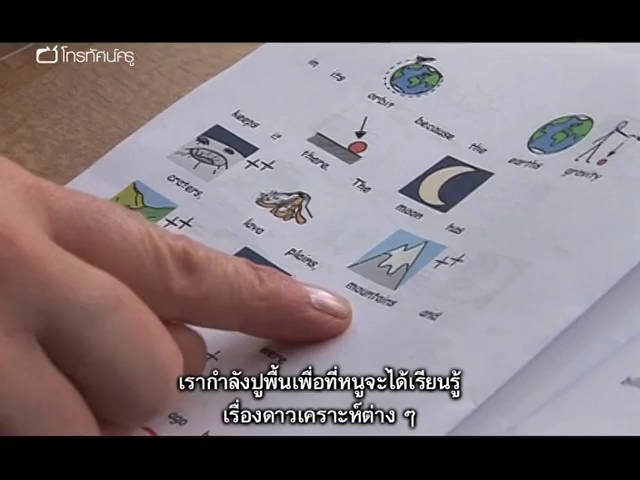 โทรทัศน์ครู
in its orbit because the earths gravity
keeps it there. The moon has
craters, lava plains, mountains and
were
ago
เรากำลังปูพื้นเพื่อที่หนูจะได้เรียนรู้
เรื่องดาวเคราะห์ต่าง ๆ